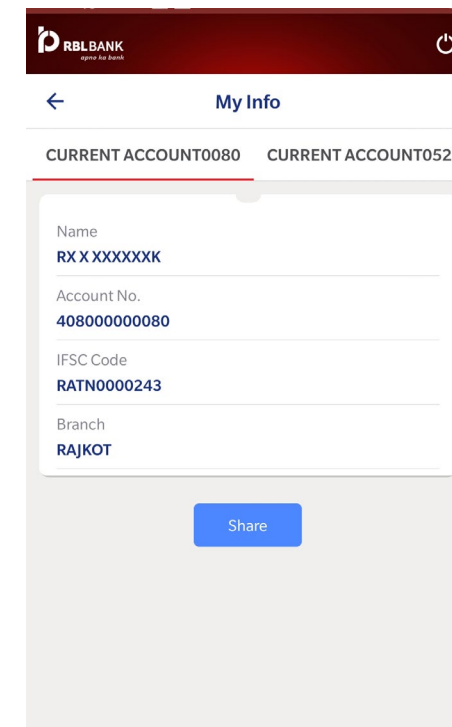 RBLBANK
apno ka bank
My Info
CURRENT ACCOUNT0080 CURRENT ACCOUNT052
Name
RX X XXXXXXK
Account No.
408000000080
IFSC Code
RATN0000243
Branch
RAJKOT
Share